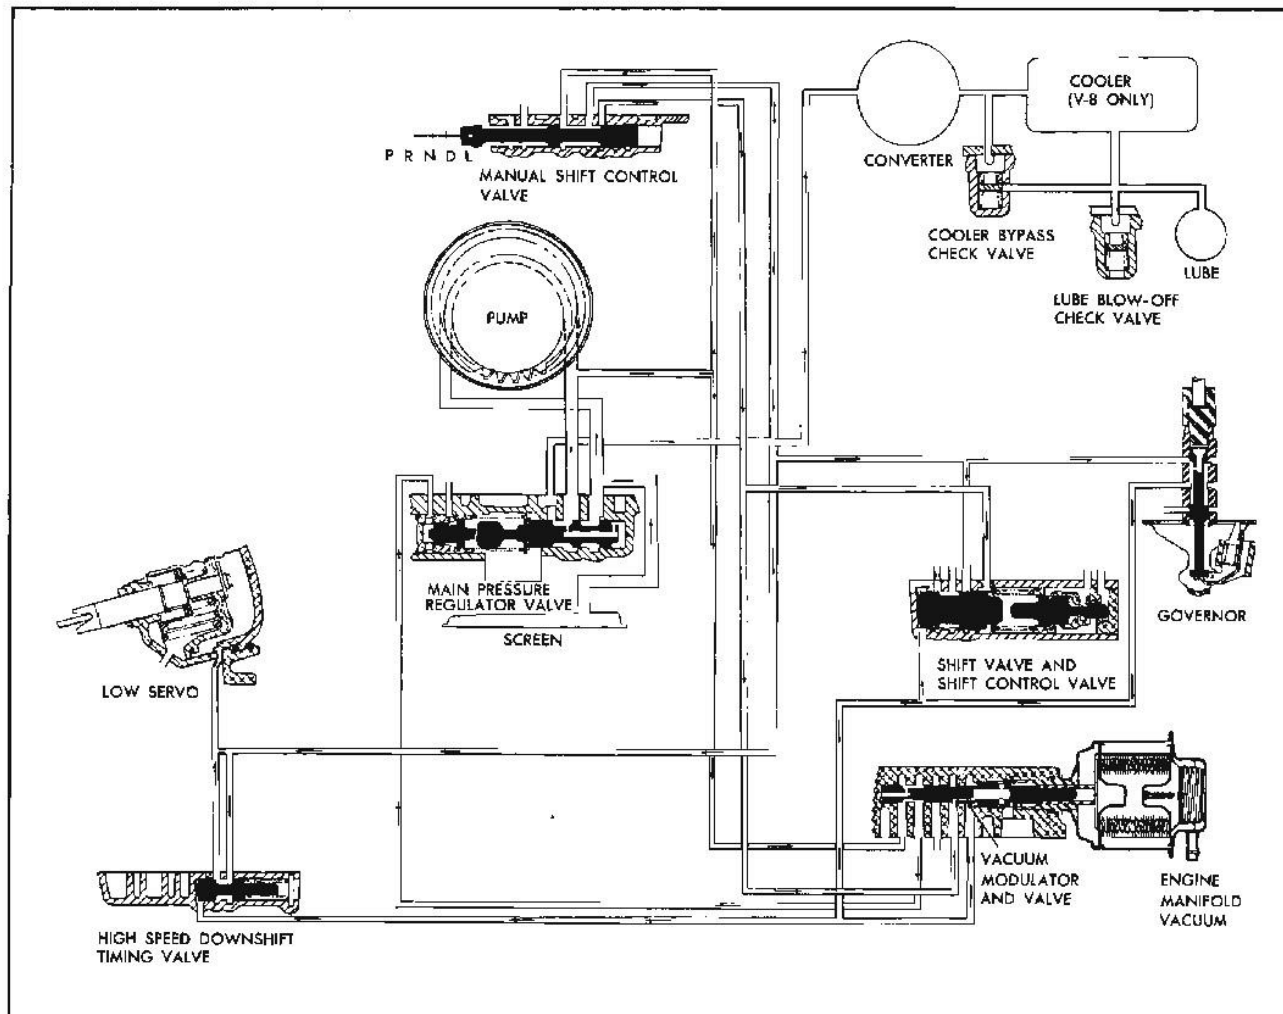 COOLER
(V-8 ONLY)
CONVERTER
P R N D L
MANUAL SHIFT CONTROL
VALVE
COOLER BYPASS
CHECK VALVE
LUBE
LUBE BLOW-OFF
CHECK VALVE
PUMP
MAIN PRESSURE
REGULATOR VALVE
SCREEN
GOVERNOR
SHIFT VALVE AND
SHIFT CONTROL VALVE
LOW SERVO
VACUUM
MODULATOR
AND VALVE
ENGINE
MANIFOLD
VACUUM
HIGH SPEED DOWNSHIFT
TIMING VALVE